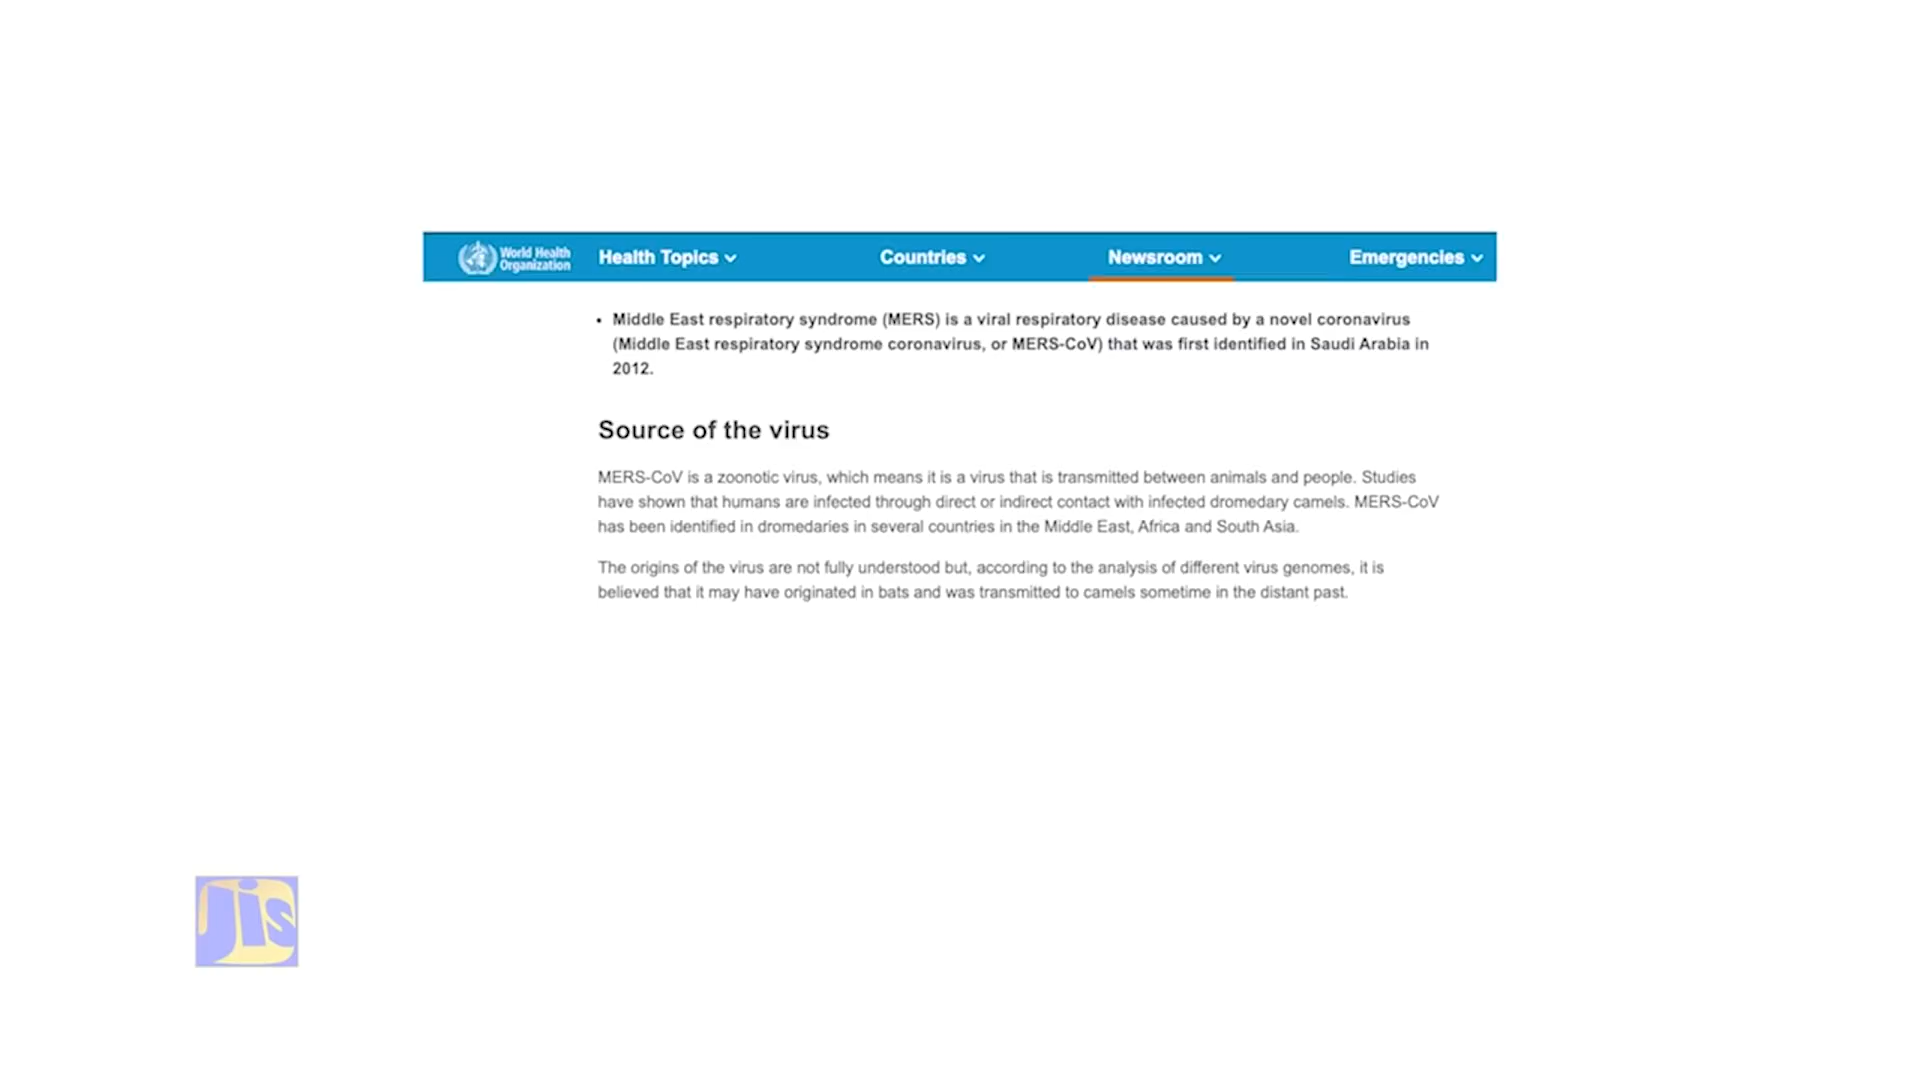 World Health
Organization
Health Topics
Countries
Newsroom
Emergencies
• Middle East respiratory syndrome (MERS) is a viral respiratory disease caused by a novel coronavirus
(Middle East respiratory syndrome coronavirus, or MERS-CoV) that was first identified in Saudi Arabia in
2012.
Source of the virus
MERS-CoV is a zoonotic virus, which means it is a virus that is transmitted between animals and people. Studies
have shown that humans are infected through direct or indirect contact with infected dromedary camels. MERS-CoV
has been identified in dromedaries in several countries in the Middle East, Africa and South Asia.
The origins of the virus are not fully understood but, according to the analysis of different virus genomes, it is
believed that it may have originated in bats and was transmitted to camels sometime in the distant past.
Jis